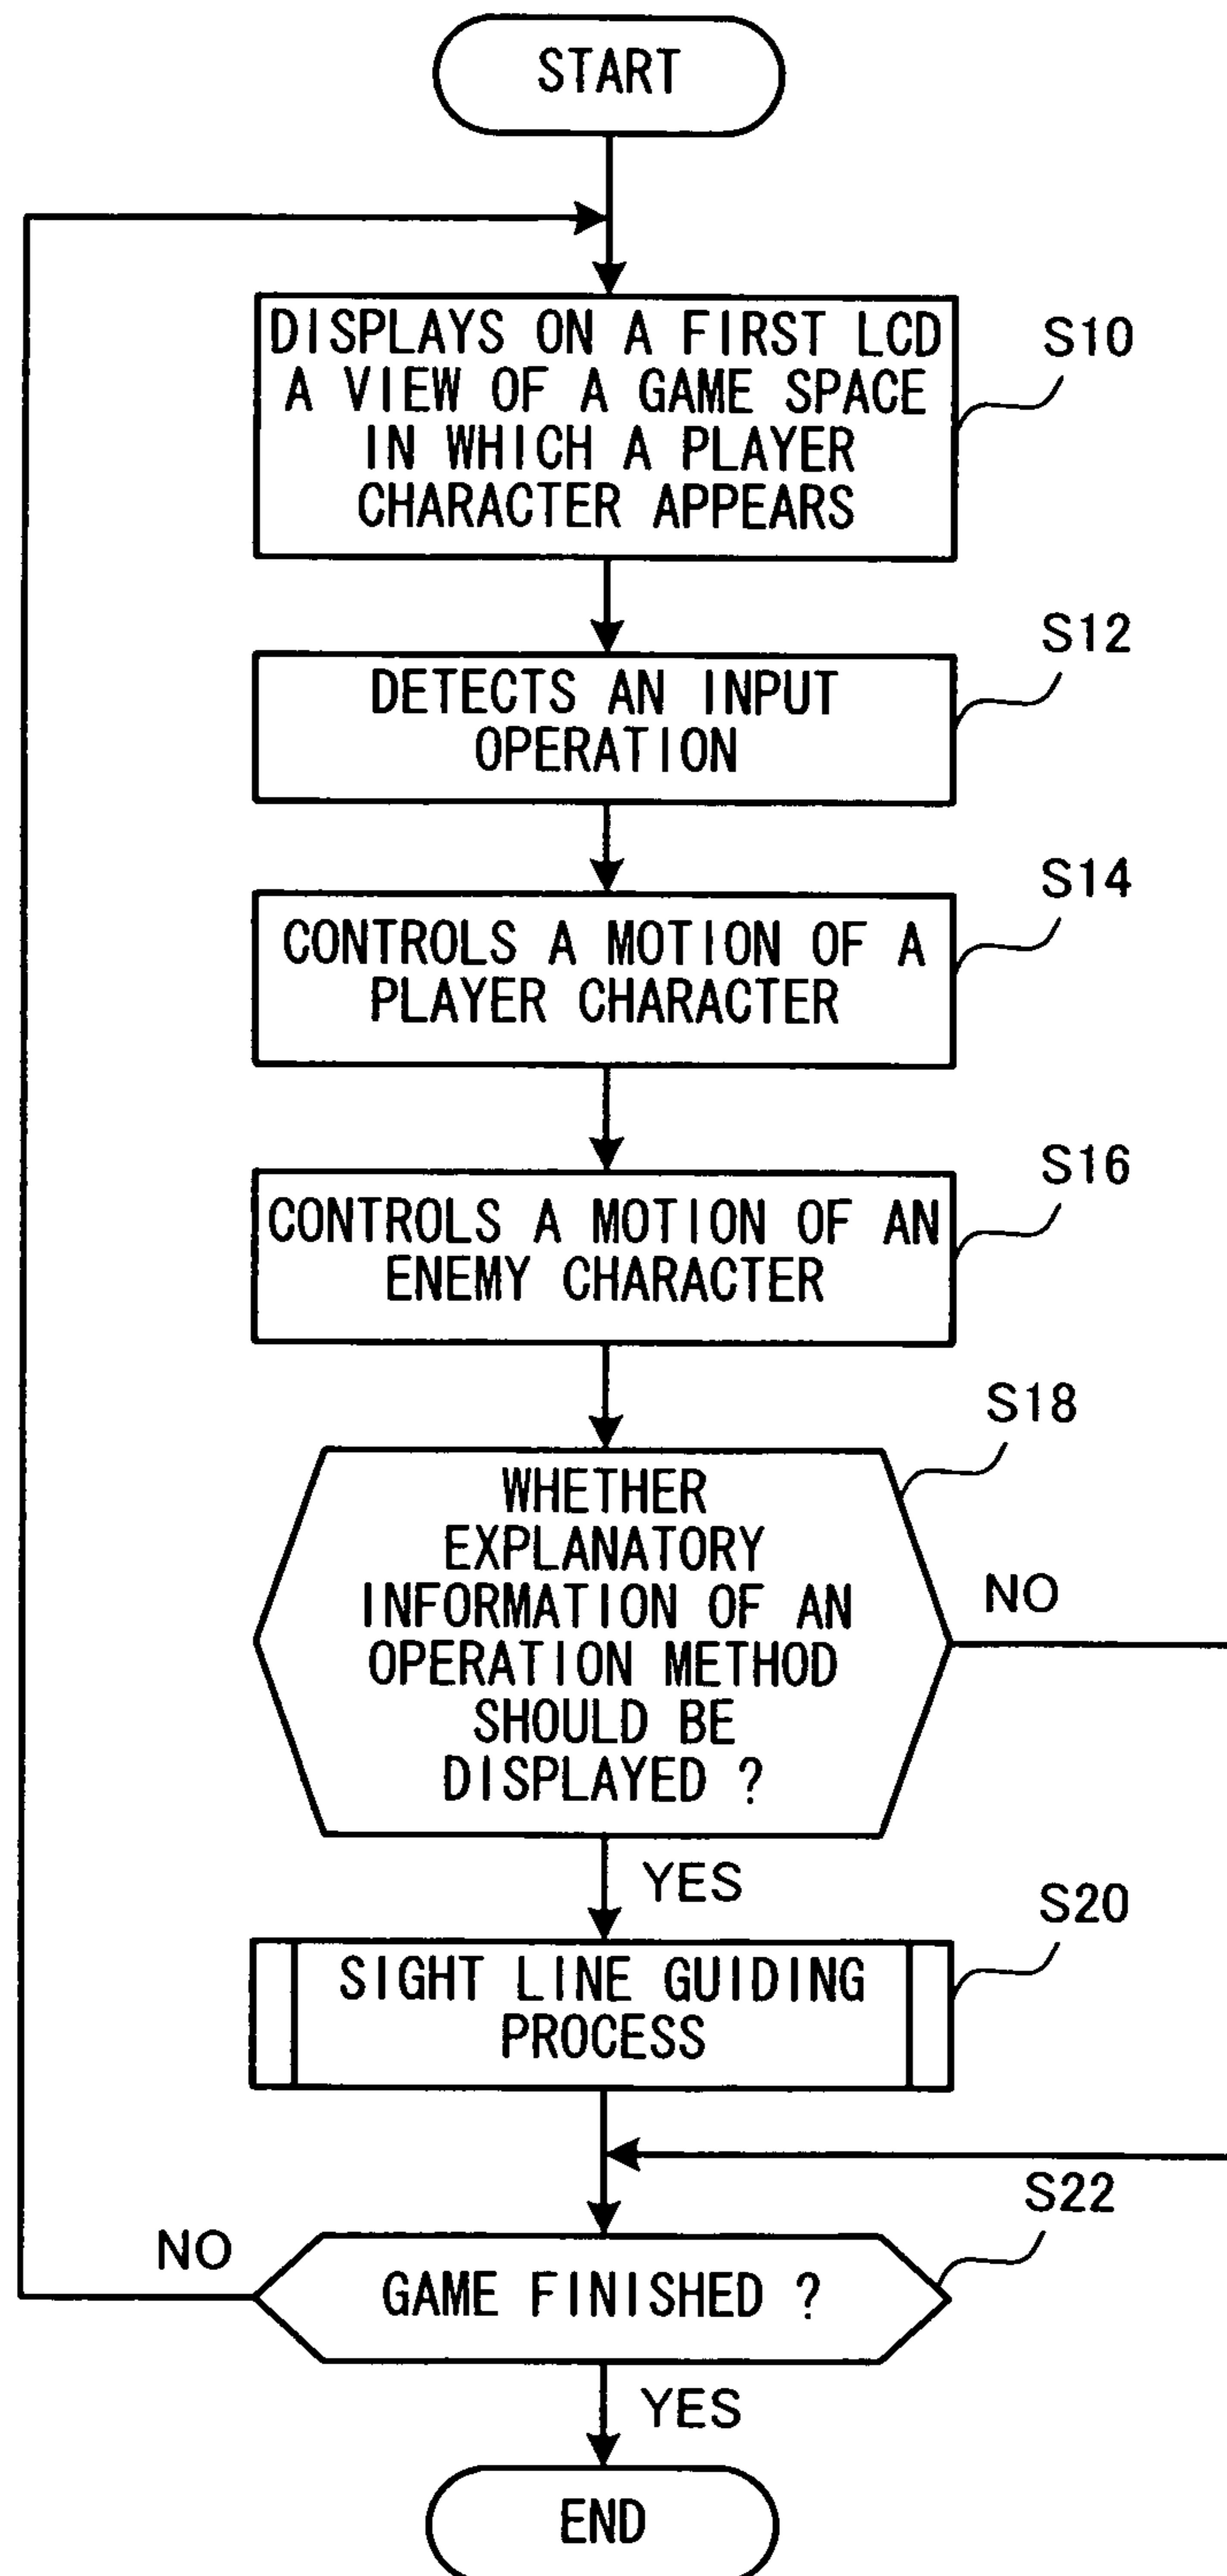 START
DISPLAYS ON A FIRST LCD
A VIEW OF A GAME SPACE
IN WHICH A PLAYER
CHARACTER APPEARS
S10
DETECTS AN INPUT
OPERATION
S12
CONTROLS A MOTION OF A
PLAYER CHARACTER
S14
CONTROLS A MOTION OF AN
ENEMY CHARACTER
S16
WHETHER
EXPLANATORY
INFORMATION OF AN
OPERATION METHOD
SHOULD BE
DISPLAYED ?
S18
NO
YES
SIGHT LINE GUIDING
PROCESS
S20
GAME FINISHED ?
S22
NO
YES
END